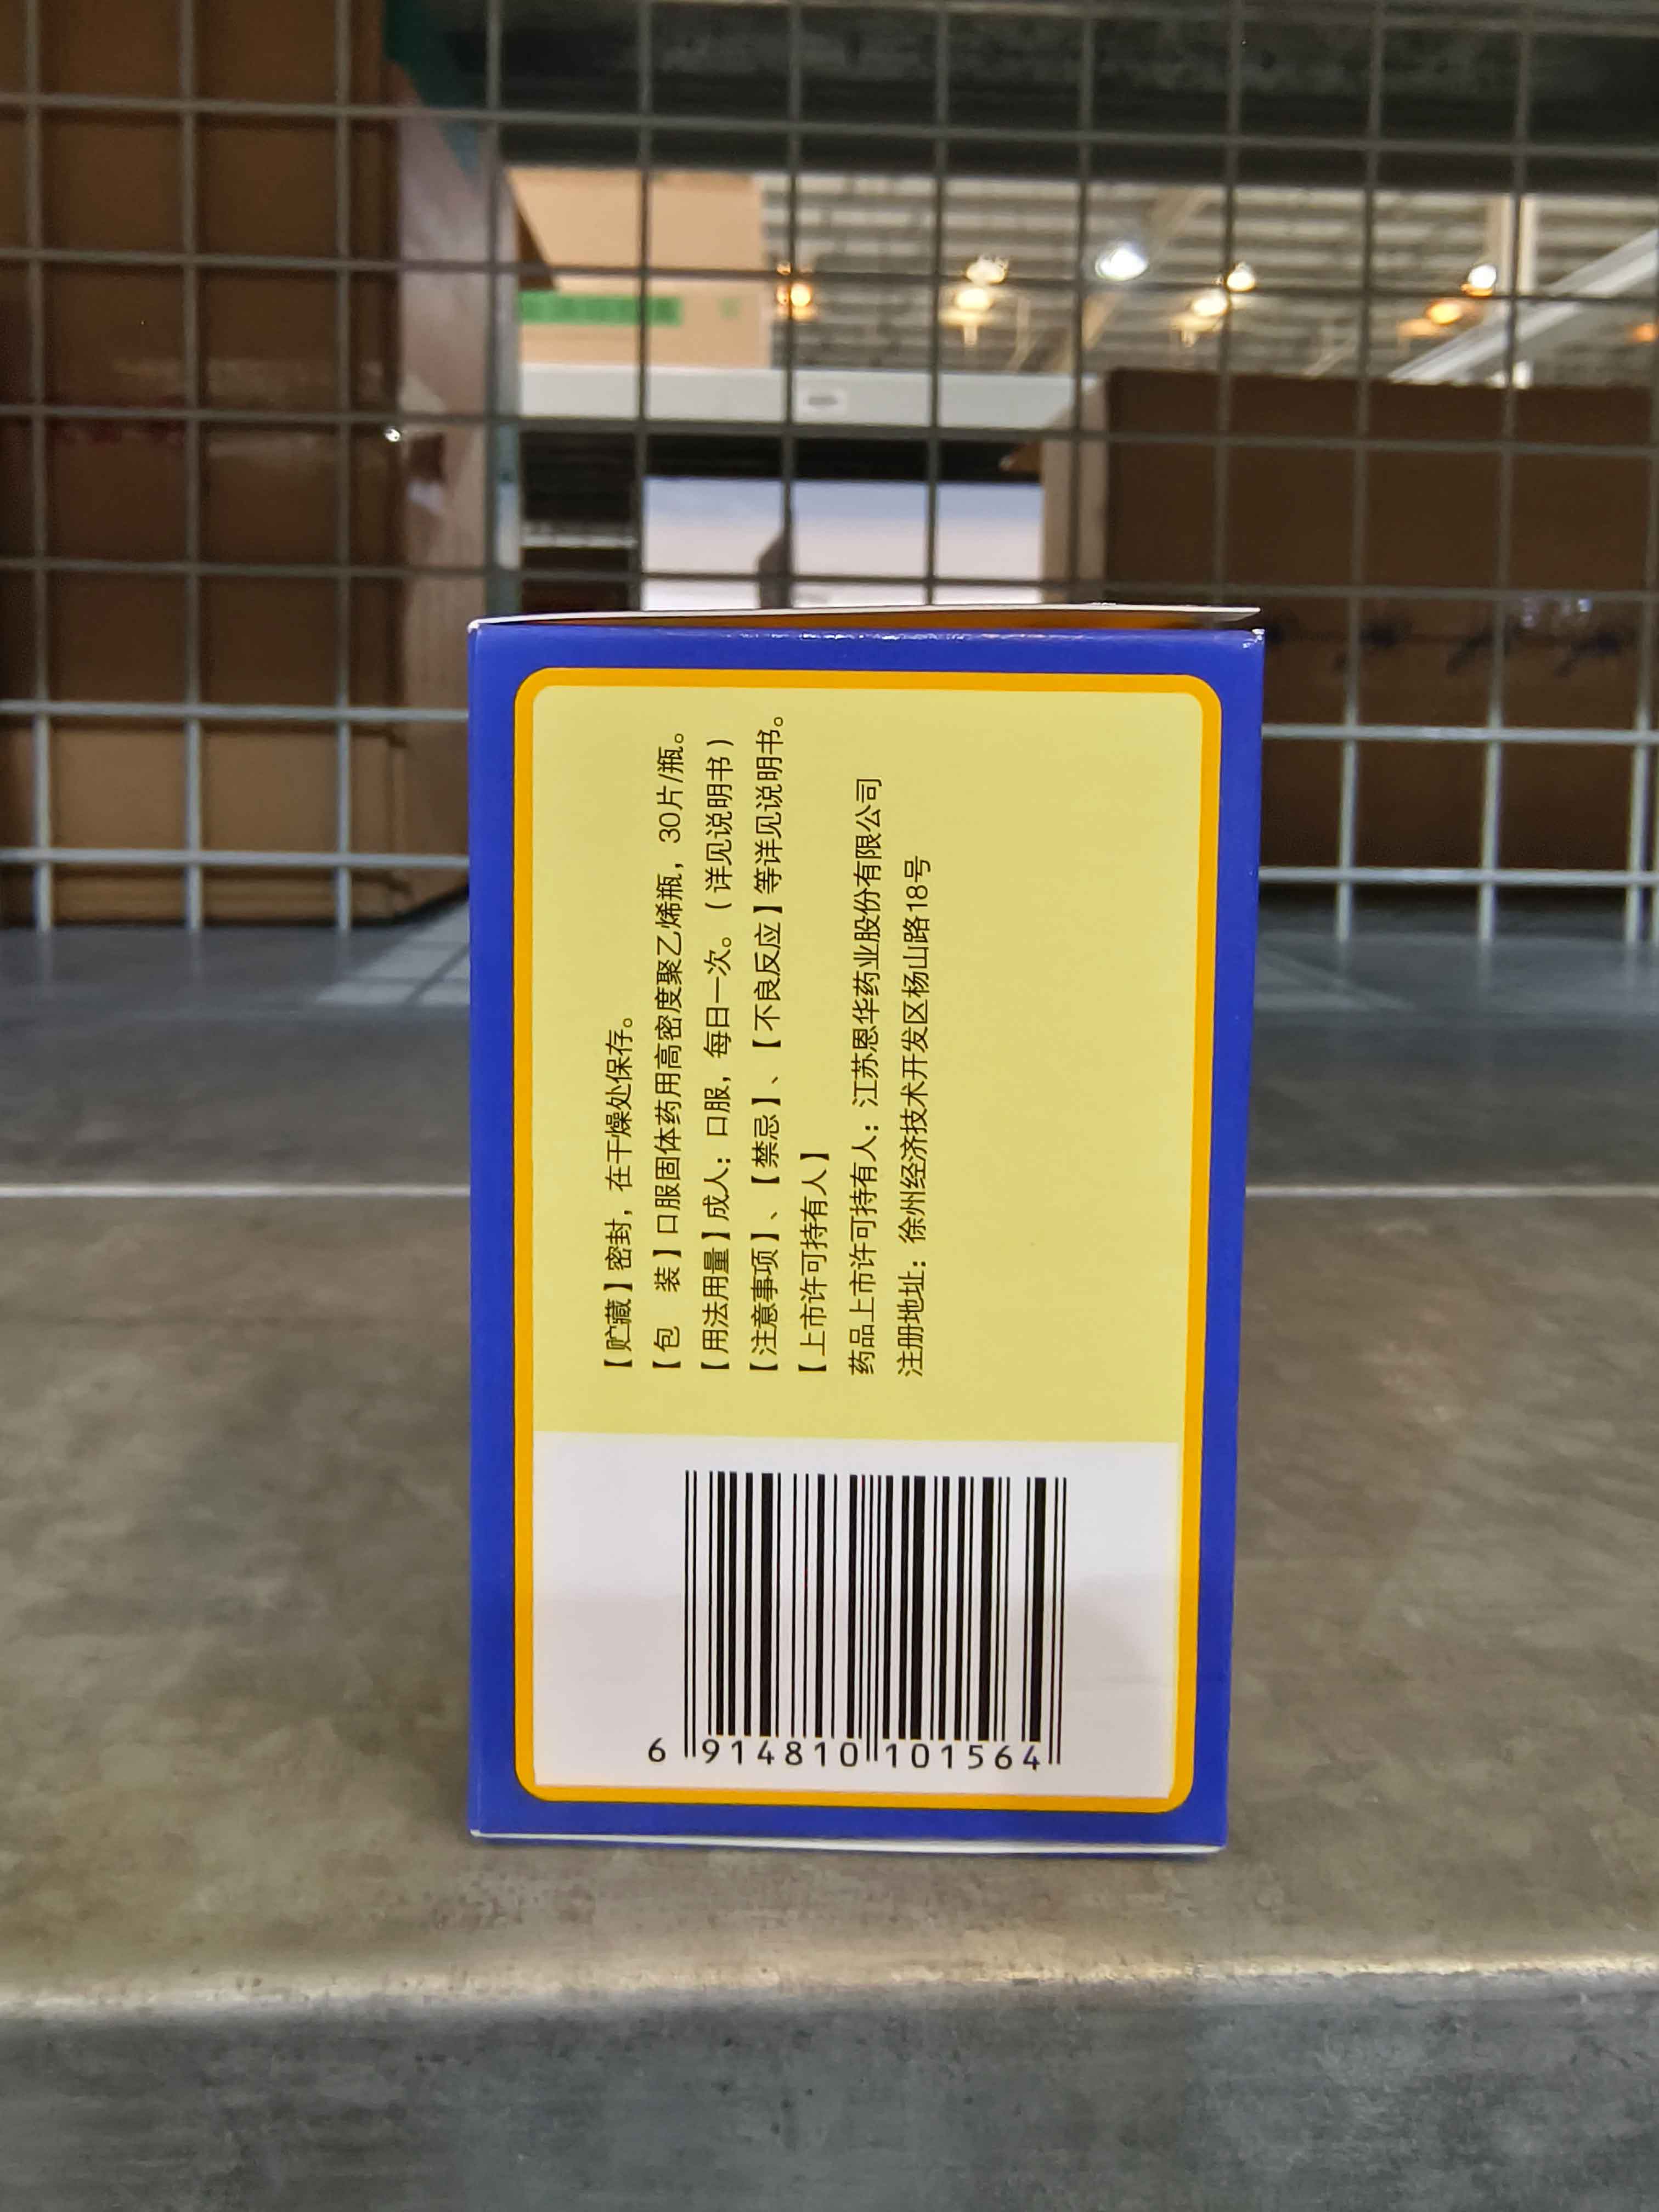 【贮藏】密封，在干燥处保存。
【包　装】口服固体药用高密度聚乙烯瓶，30片/瓶。
【用法用量】成人：口服，每日一次。（详见说明书）
【注意事项】、【禁忌】、【不良反应】等详见说明书。
【上市许可持有人】
药品上市许可持有人：江苏恩华药业股份有限公司
注册地址：徐州经济技术开发区杨山路18号
6 914810 101564